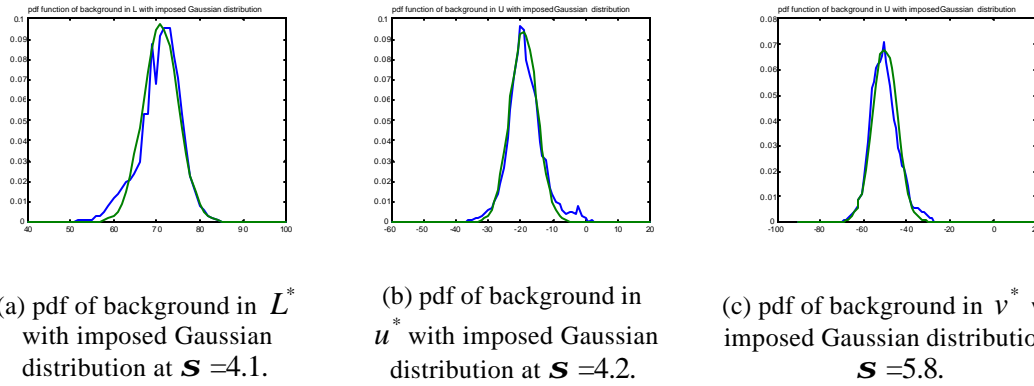 pdf function of background in L with imposed Gaussian distribution
0.1
0.09
0.08
0.07
0.06
0.05
0.04
0.03
0.02
0.01
0
40 50 60 70 80 90 100
pdf function of background in U with imposedGaussian distribution
0.1
0.09
0.08
0.07
0.06
0.05
0.04
0.03
0.02
0.01
0
-60 -50 -40 -30 -20 -10 0 10 20
pdf function of background in U with imposedGaussian distribution
0.08
0.07
0.06
0.05
0.04
0.03
0.02
0.01
0
-100 -80 -60 -40 -20 0 20
a) pdf of background in L*
with imposed Gaussian
distribution at s =4.1.
(b) pdf of background in
u* with imposed Gaussian
distribution at s =4.2.
(c) pdf of background in v*
imposed Gaussian distributio
s =5.8.